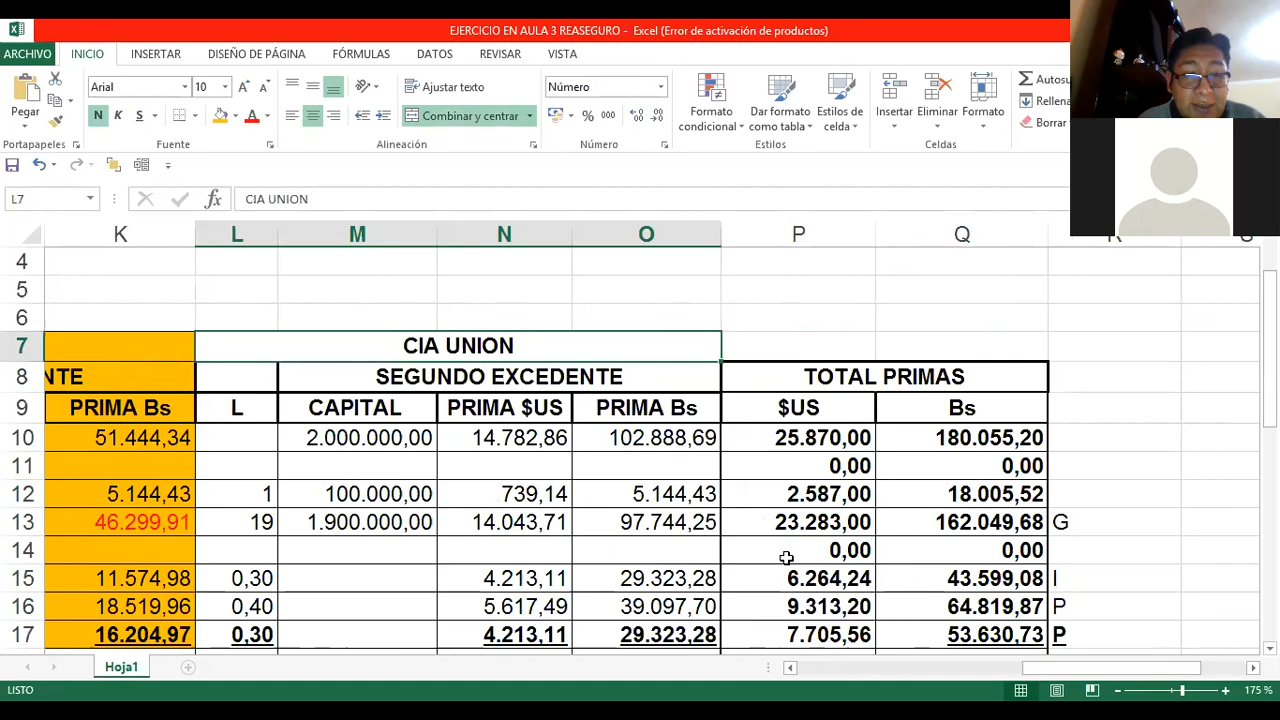 EJERCICIO EN AULA 3 REASEGURO - Excel (Error de activación de productos)
ARCHIVO INICIO INSERTAR DISEÑO DE PÁGINA FÓRMULAS DATOS REVISAR VISTA
Arial 10 Ajustar texto Número Autosu
Pegar N K S A Combinar y centrar % 000 Formato condicional Dar formato como tabla Estilos de celda Insertar Eliminar Formato Rellena
Borrar
Portapapeles Fuente Alineación Número Estilos Celdas
L7 fx CIA UNION
K L M N O P Q
4
5
6
7 CIA UNION
8 NTE SEGUNDO EXCEDENTE TOTAL PRIMAS
9 PRIMA Bs L CAPITAL PRIMA $US PRIMA Bs $US Bs
10 51.444,34 2.000.000,00 14.782,86 102.888,69 25.870,00 180.055,20
11 0,00 0,00
12 5.144,43 1 100.000,00 739,14 5.144,43 2.587,00 18.005,52
13 46.299,91 19 1.900.000,00 14.043,71 97.744,25 23.283,00 162.049,68 G
14 0,00 0,00
15 11.574,98 0,30 4.213,11 29.323,28 6.264,24 43.599,08 I
16 18.519,96 0,40 5.617,49 39.097,70 9.313,20 64.819,87 P
17 16.204,97 0,30 4.213,11 29.323,28 7.705,56 53.630,73 P
Hoja1
LISTO 175 %